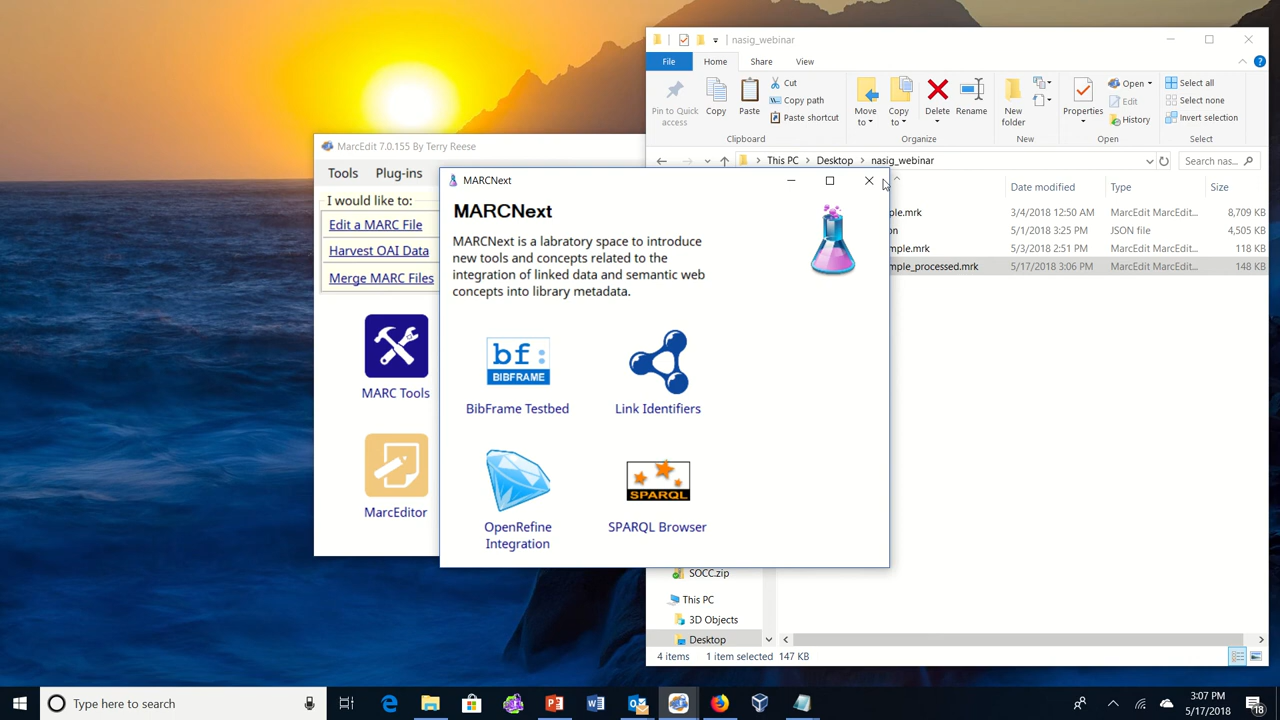 nasig_webinar
File
Home
Share
View
Pin to Quick
access
Copy
Paste
Cut
Copy path
Paste shortcut
Clipboard
Move
to
Copy
to
Delete
Rename
Organize
New
folder
New
Properties
Open
Edit
History
Open
Select all
Select none
Invert selection
Select
This PC
Desktop
nasig_webinar
Search nas...
Date modified
Type
Size
ple.mrk
3/4/2018 12:50 AM
MarcEdit MarcEdit...
8,709 KB
on
5/1/2018 3:25 PM
JSON file
4,505 KB
mple.mrk
5/3/2018 2:51 PM
MarcEdit MarcEdit...
118 KB
mple_processed.mrk
5/17/2018 3:06 PM
MarcEdit MarcEdit...
148 KB
SOCC.zip
This PC
3D Objects
Desktop
4 items
1 item selected 147 KB
MarcEdit 7.0.155 By Terry Reese
Tools
Plug-ins
I would like to:
Edit a MARC File
Harvest OAI Data
Merge MARC Files
MARC Tools
MarcEditor
MARCNext
MARCNext
MARCNext is a labratory space to introduce
new tools and concepts related to the
integration of linked data and semantic web
concepts into library metadata.
bf:
BIBFRAME
BibFrame Testbed
Link Identifiers
OpenRefine
Integration
SPARQL
SPARQL Browser
Type here to search
3:07 PM
5/17/2018
18